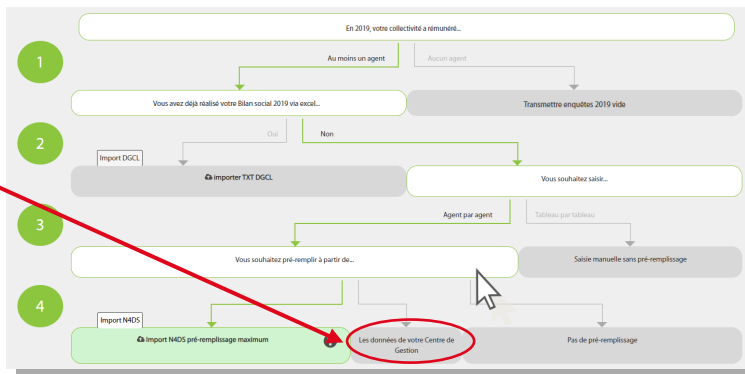 En 2019, votre collectivité a rémunéré...
1
Au moins un agent
Aucun agent
Vous avez déjà réalisé votre Bilan social 2019 via excel...
Transmettre enquêtes 2019 vide
2
Oui
Non
Import DGCL
importer TXT DGCL
Vous souhaitez saisir...
3
Agent par agent
Tableau par tableau
Vous souhaitez pré-remplir à partir de...
Saisie manuelle sans pré-remplissage
4
Import N4DS
Import N4DS pré-remplissage maximum
Les données de votre Centre de
Gestion
Pas de pré-remplissage